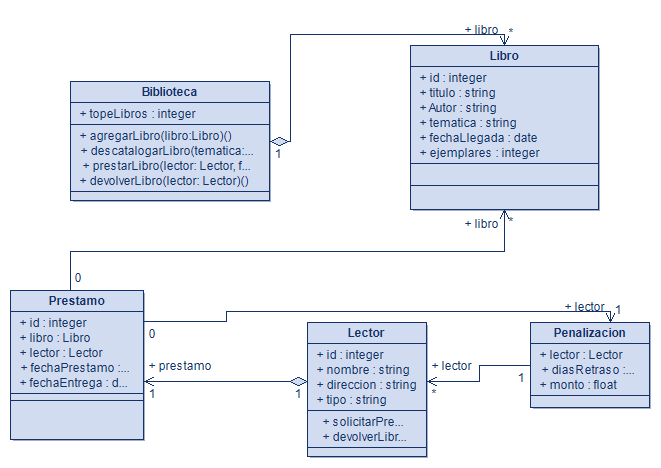 + libro
*
Libro
+ id : integer
+ titulo : string
+ Autor : string
+ tematica : string
+ fechaLlegada : date
+ ejemplares : integer
Biblioteca
+ topeLibros : integer
+ agregarLibro(libro:Libro)()
+ descatalogarLibro(tematica:...
+ prestarLibro(lector: Lector, f...
+ devolverLibro(lector: Lector)()
1
+ libro
*
0
Prestamo
+ id : integer
+ libro : Libro
+ lector : Lector
+ fechaPrestamo :...
+ fechaEntrega : d...
0
+ lector
1
+ prestamo
1
1
Lector
+ id : integer
+ nombre : string
+ direccion : string
+ tipo : string
+ solicitarPre...
+ devolverLibr...
+ lector
*
1
Penalizacion
+ lector : Lector
+ diasRetraso :...
+ monto : float